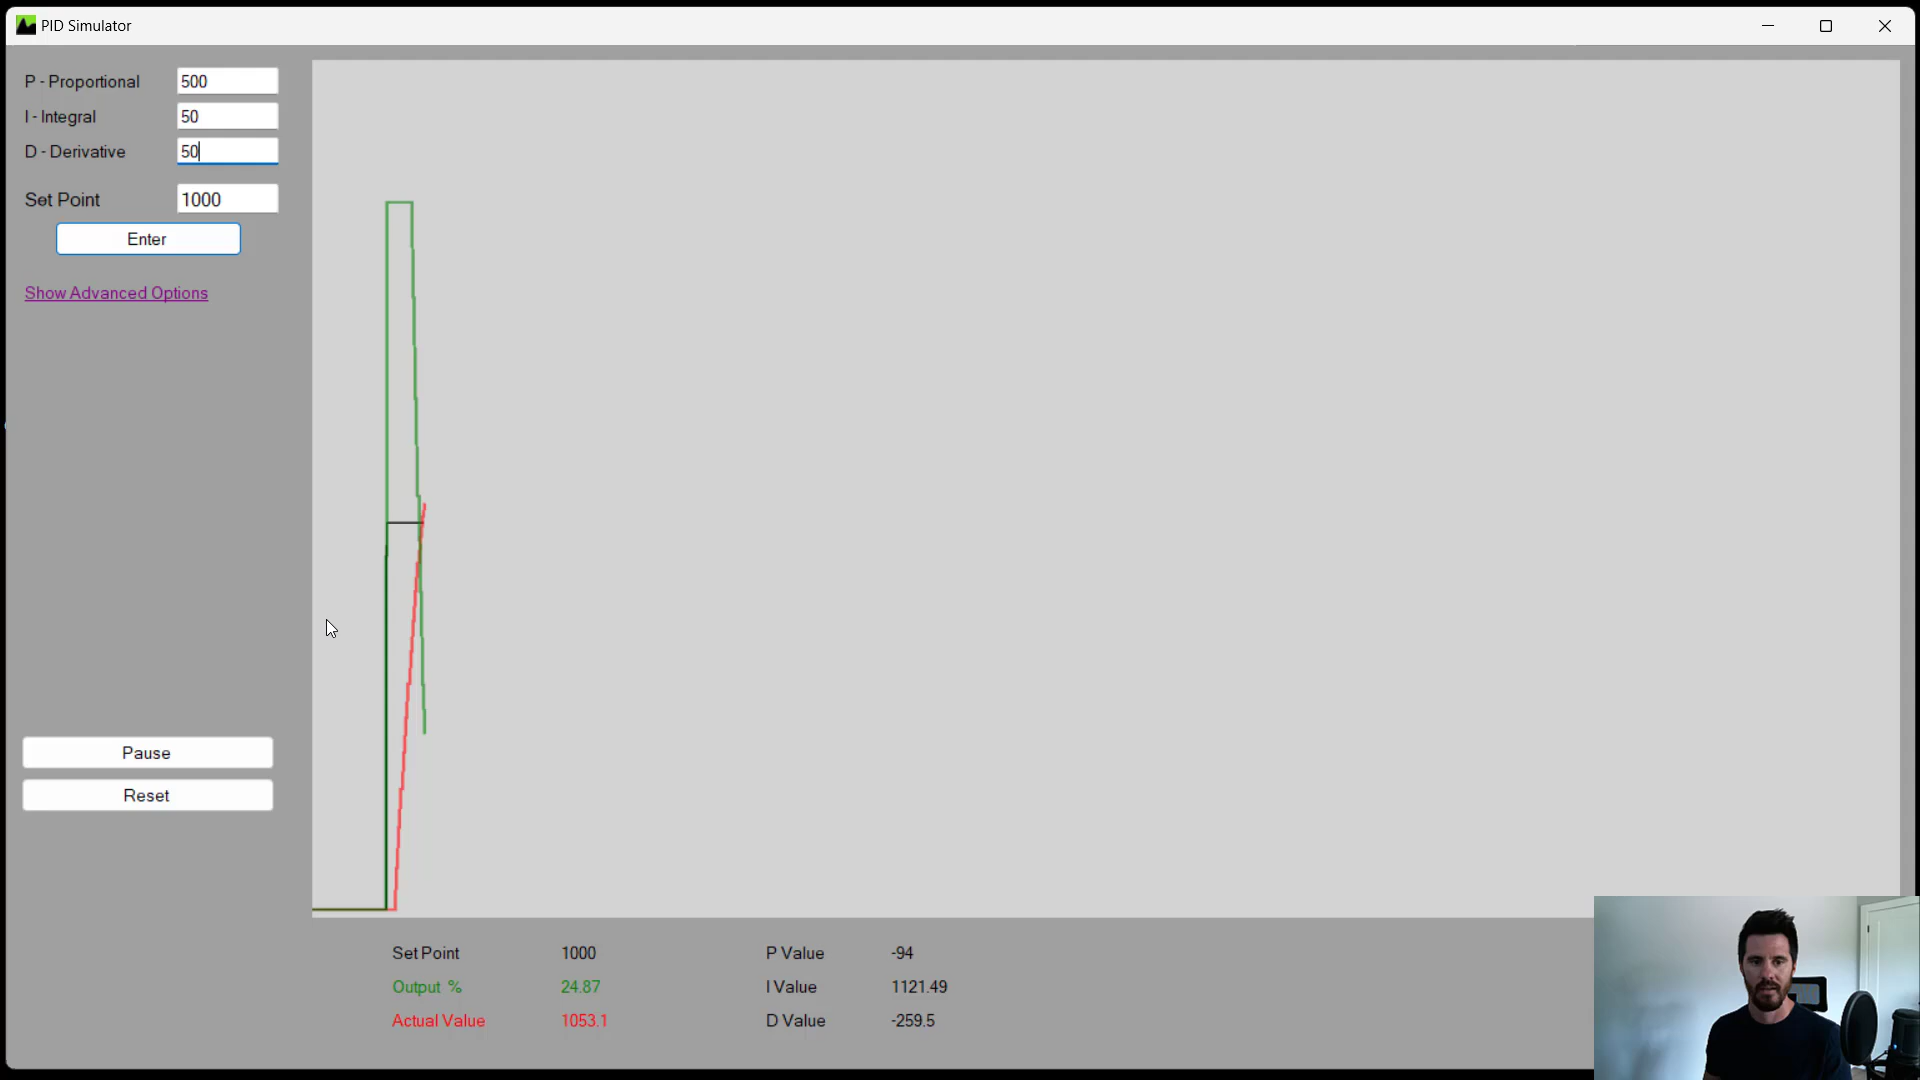 PID Simulator
P - Proportional 500
I - Integral 50
D - Derivative 50
Set Point 1000
Enter
Show Advanced Options
Pause
Reset
Set Point 1000 P Value -94
Output % 24.87 I Value 1121.49
Actual Value 1053.1 D Value -259.5